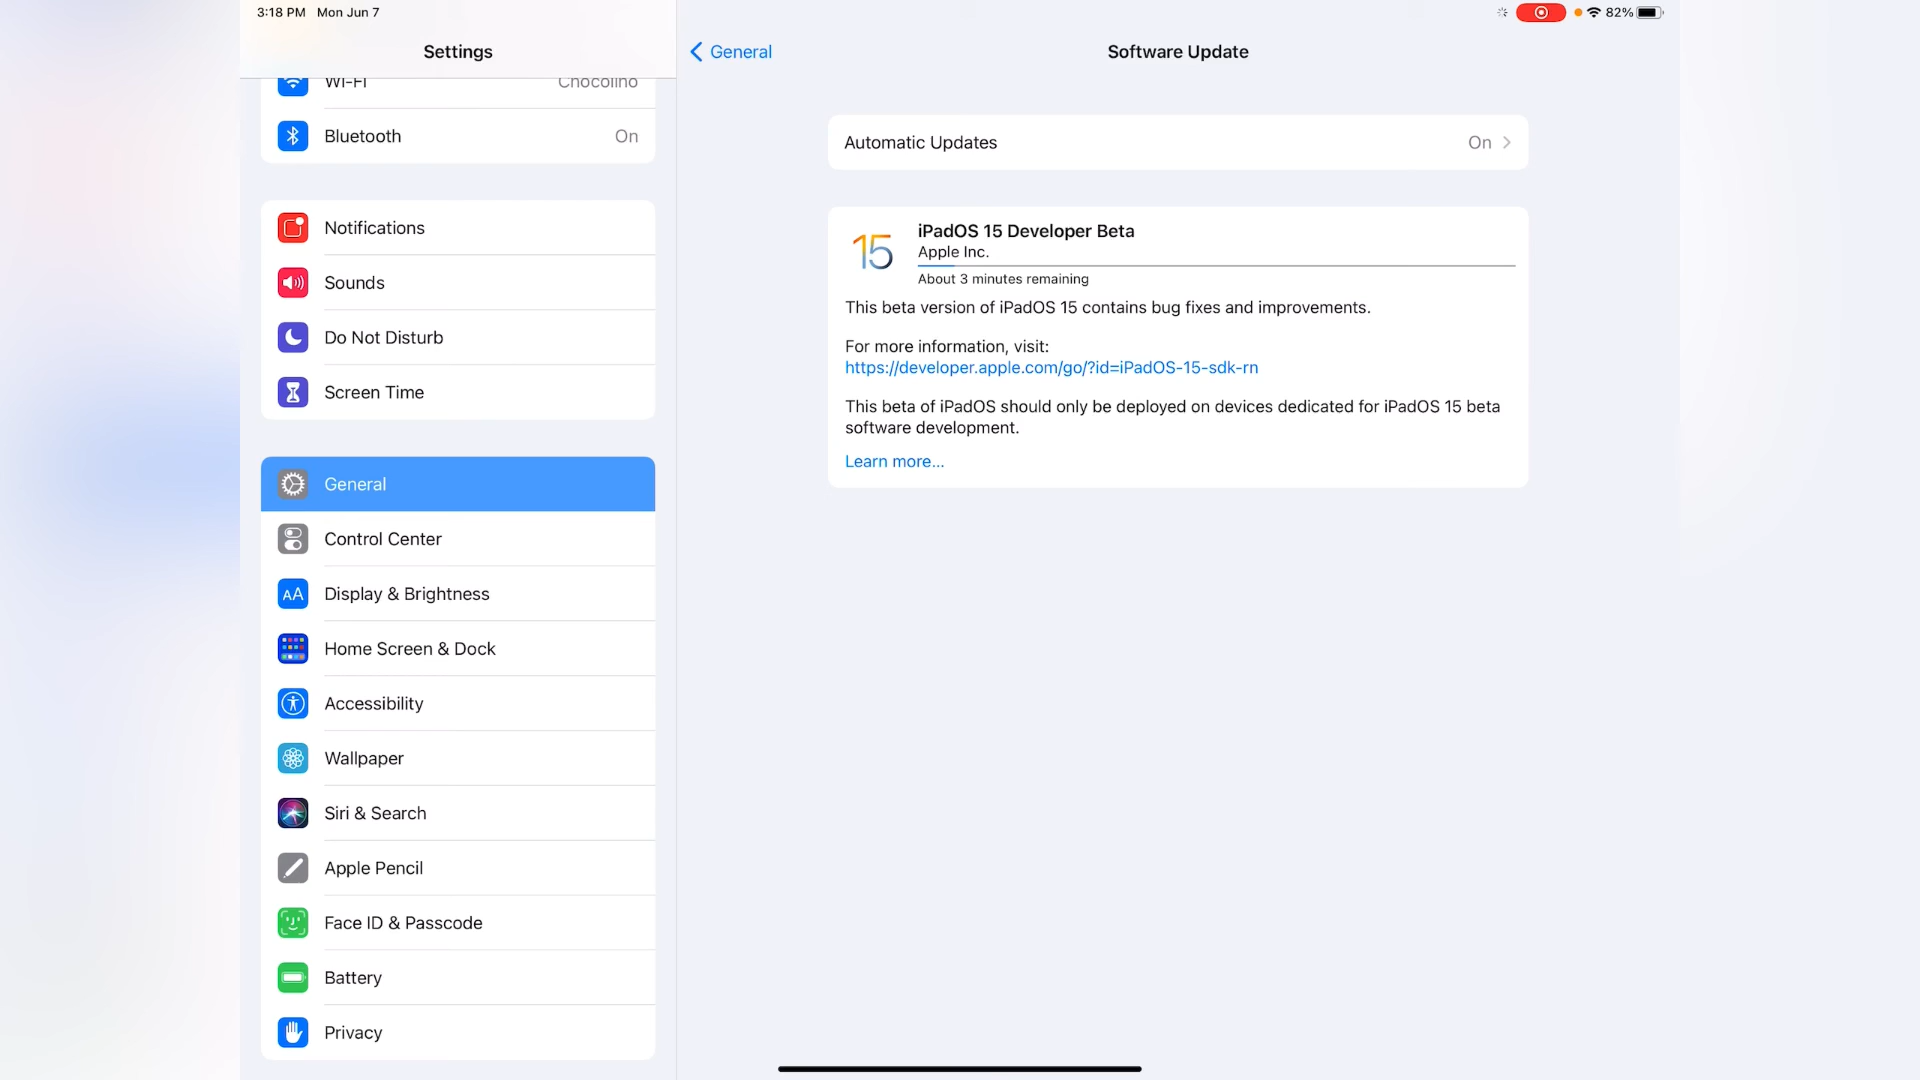 3:18 PM Mon Jun 7
82%
Settings
Wi-Fi Chocolino
Bluetooth On
Notifications
Sounds
Do Not Disturb
Screen Time
General
Control Center
AA Display & Brightness
Home Screen & Dock
Accessibility
Wallpaper
Siri & Search
Apple Pencil
Face ID & Passcode
Battery
Privacy
General
Software Update
Automatic Updates On
15
iPadOS 15 Developer Beta
Apple Inc.
About 3 minutes remaining
This beta version of iPadOS 15 contains bug fixes and improvements.
For more information, visit:
https://developer.apple.com/go/?id=iPadOS-15-sdk-rn
This beta of iPadOS should only be deployed on devices dedicated for iPadOS 15 beta
software development.
Learn more...